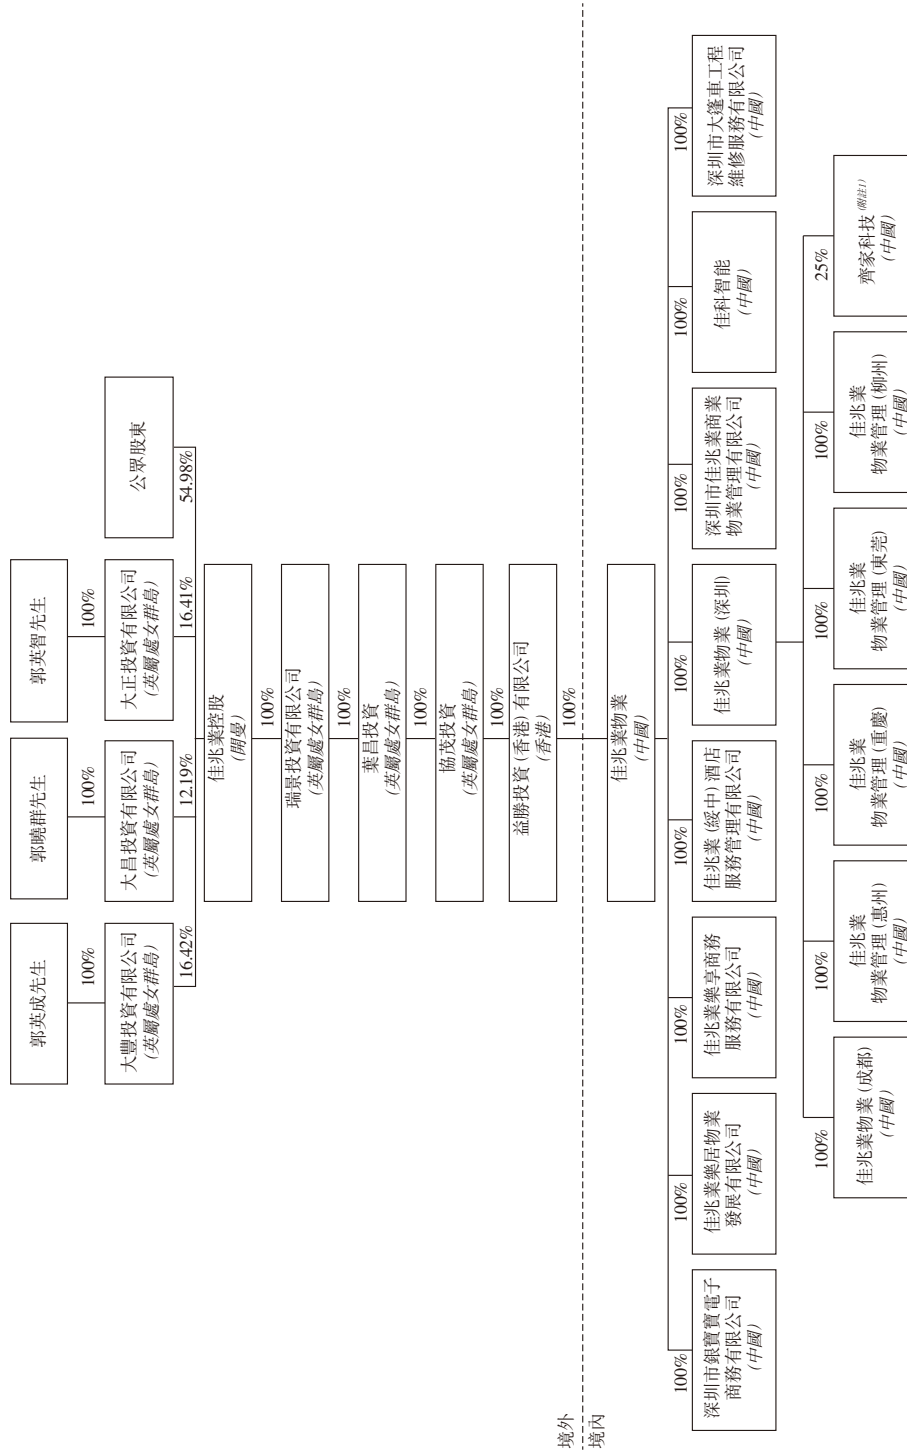 郭英成先生
郭曉群先生
郭英智先生
100%
100%
100%
大豐投資有限公司
(英屬處女群島)
大昌投資有限公司
(英屬處女群島)
大正投資有限公司
(英屬處女群島)
公眾股東
16.42%
12.19%
16.41%
54.98%
佳兆業控股
(開曼)
100%
瑞景投資有限公司
(英屬處女群島)
100%
葉昌投資
(英屬處女群島)
100%
協茂投資
(英屬處女群島)
100%
益勝投資 (香港) 有限公司
(香港)
100%
境外
境內
佳兆業物業
(中國)
100%
100%
100%
100%
100%
100%
100%
100%
深圳市銀寶寶電子
商務有限公司
(中國)
佳兆業樂居物業
發展有限公司
(中國)
佳兆業樂享商務
服務有限公司
(中國)
佳兆業 (綏中) 酒店
服務管理有限公司
(中國)
佳兆業物業 (深圳)
(中國)
深圳市佳兆業商業
物業管理有限公司
(中國)
佳科智能
(中國)
深圳市大篷車工程
維修服務有限公司
(中國)
100%
100%
100%
100%
100%
25%
佳兆業物業 (成都)
(中國)
佳兆業
物業管理 (惠州)
(中國)
佳兆業
物業管理 (重慶)
(中國)
佳兆業
物業管理 (東莞)
(中國)
佳兆業
物業管理 (柳州)
(中國)
齊家科技 (附註1)
(中國)